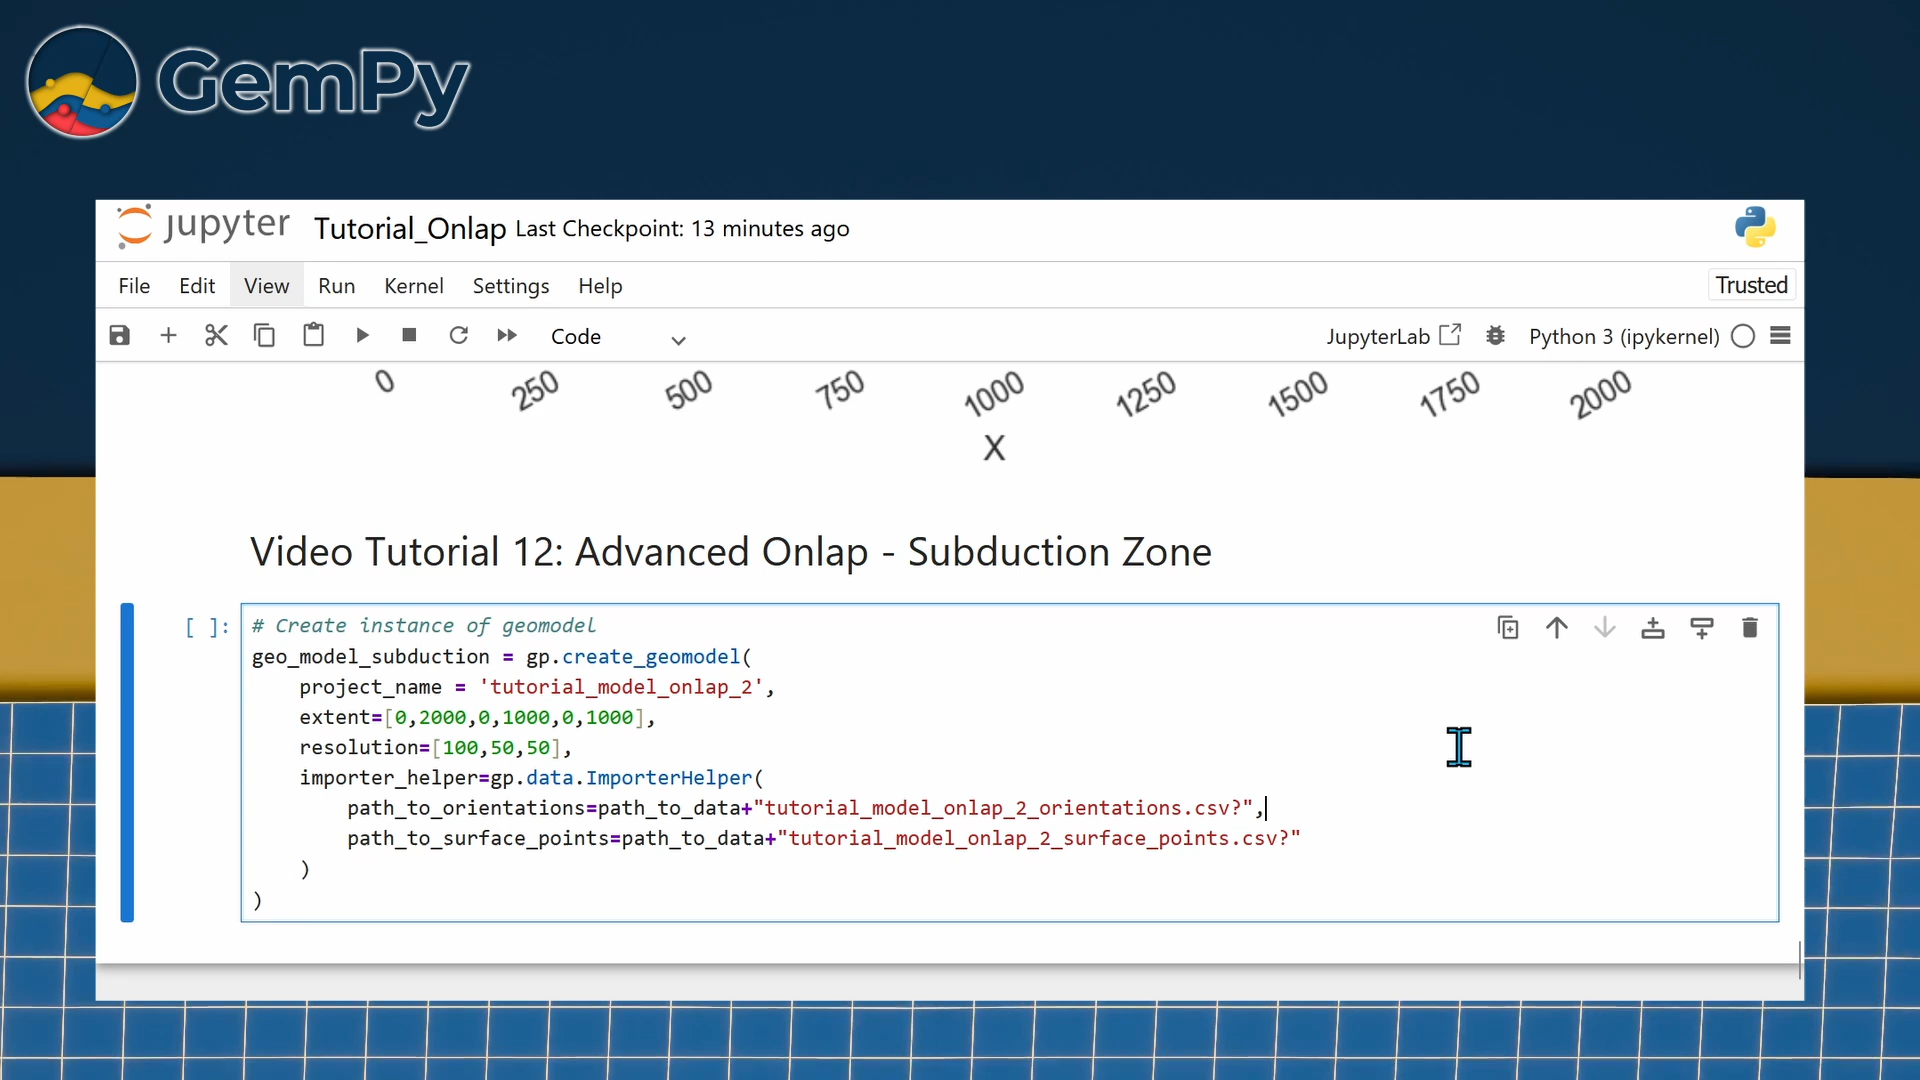 GemPy
jupyter Tutorial_Onlap Last Checkpoint: 13 minutes ago
File Edit View Run Kernel Settings Help Trusted
Code JupyterLab Python 3 (ipykernel)
0 250 500 750 1000 1250 1500 1750 2000
X
Video Tutorial 12: Advanced Onlap - Subduction Zone
[ ]: # Create instance of geomodel
geo_model_subduction = gp.create_geomodel(
project_name = 'tutorial_model_onlap_2',
extent=[0,2000,0,1000,0,1000],
resolution=[100,50,50],
importer_helper=gp.data.ImporterHelper(
path_to_orientations=path_to_data+"tutorial_model_onlap_2_orientations.csv?",
path_to_surface_points=path_to_data+"tutorial_model_onlap_2_surface_points.csv?"
)
)